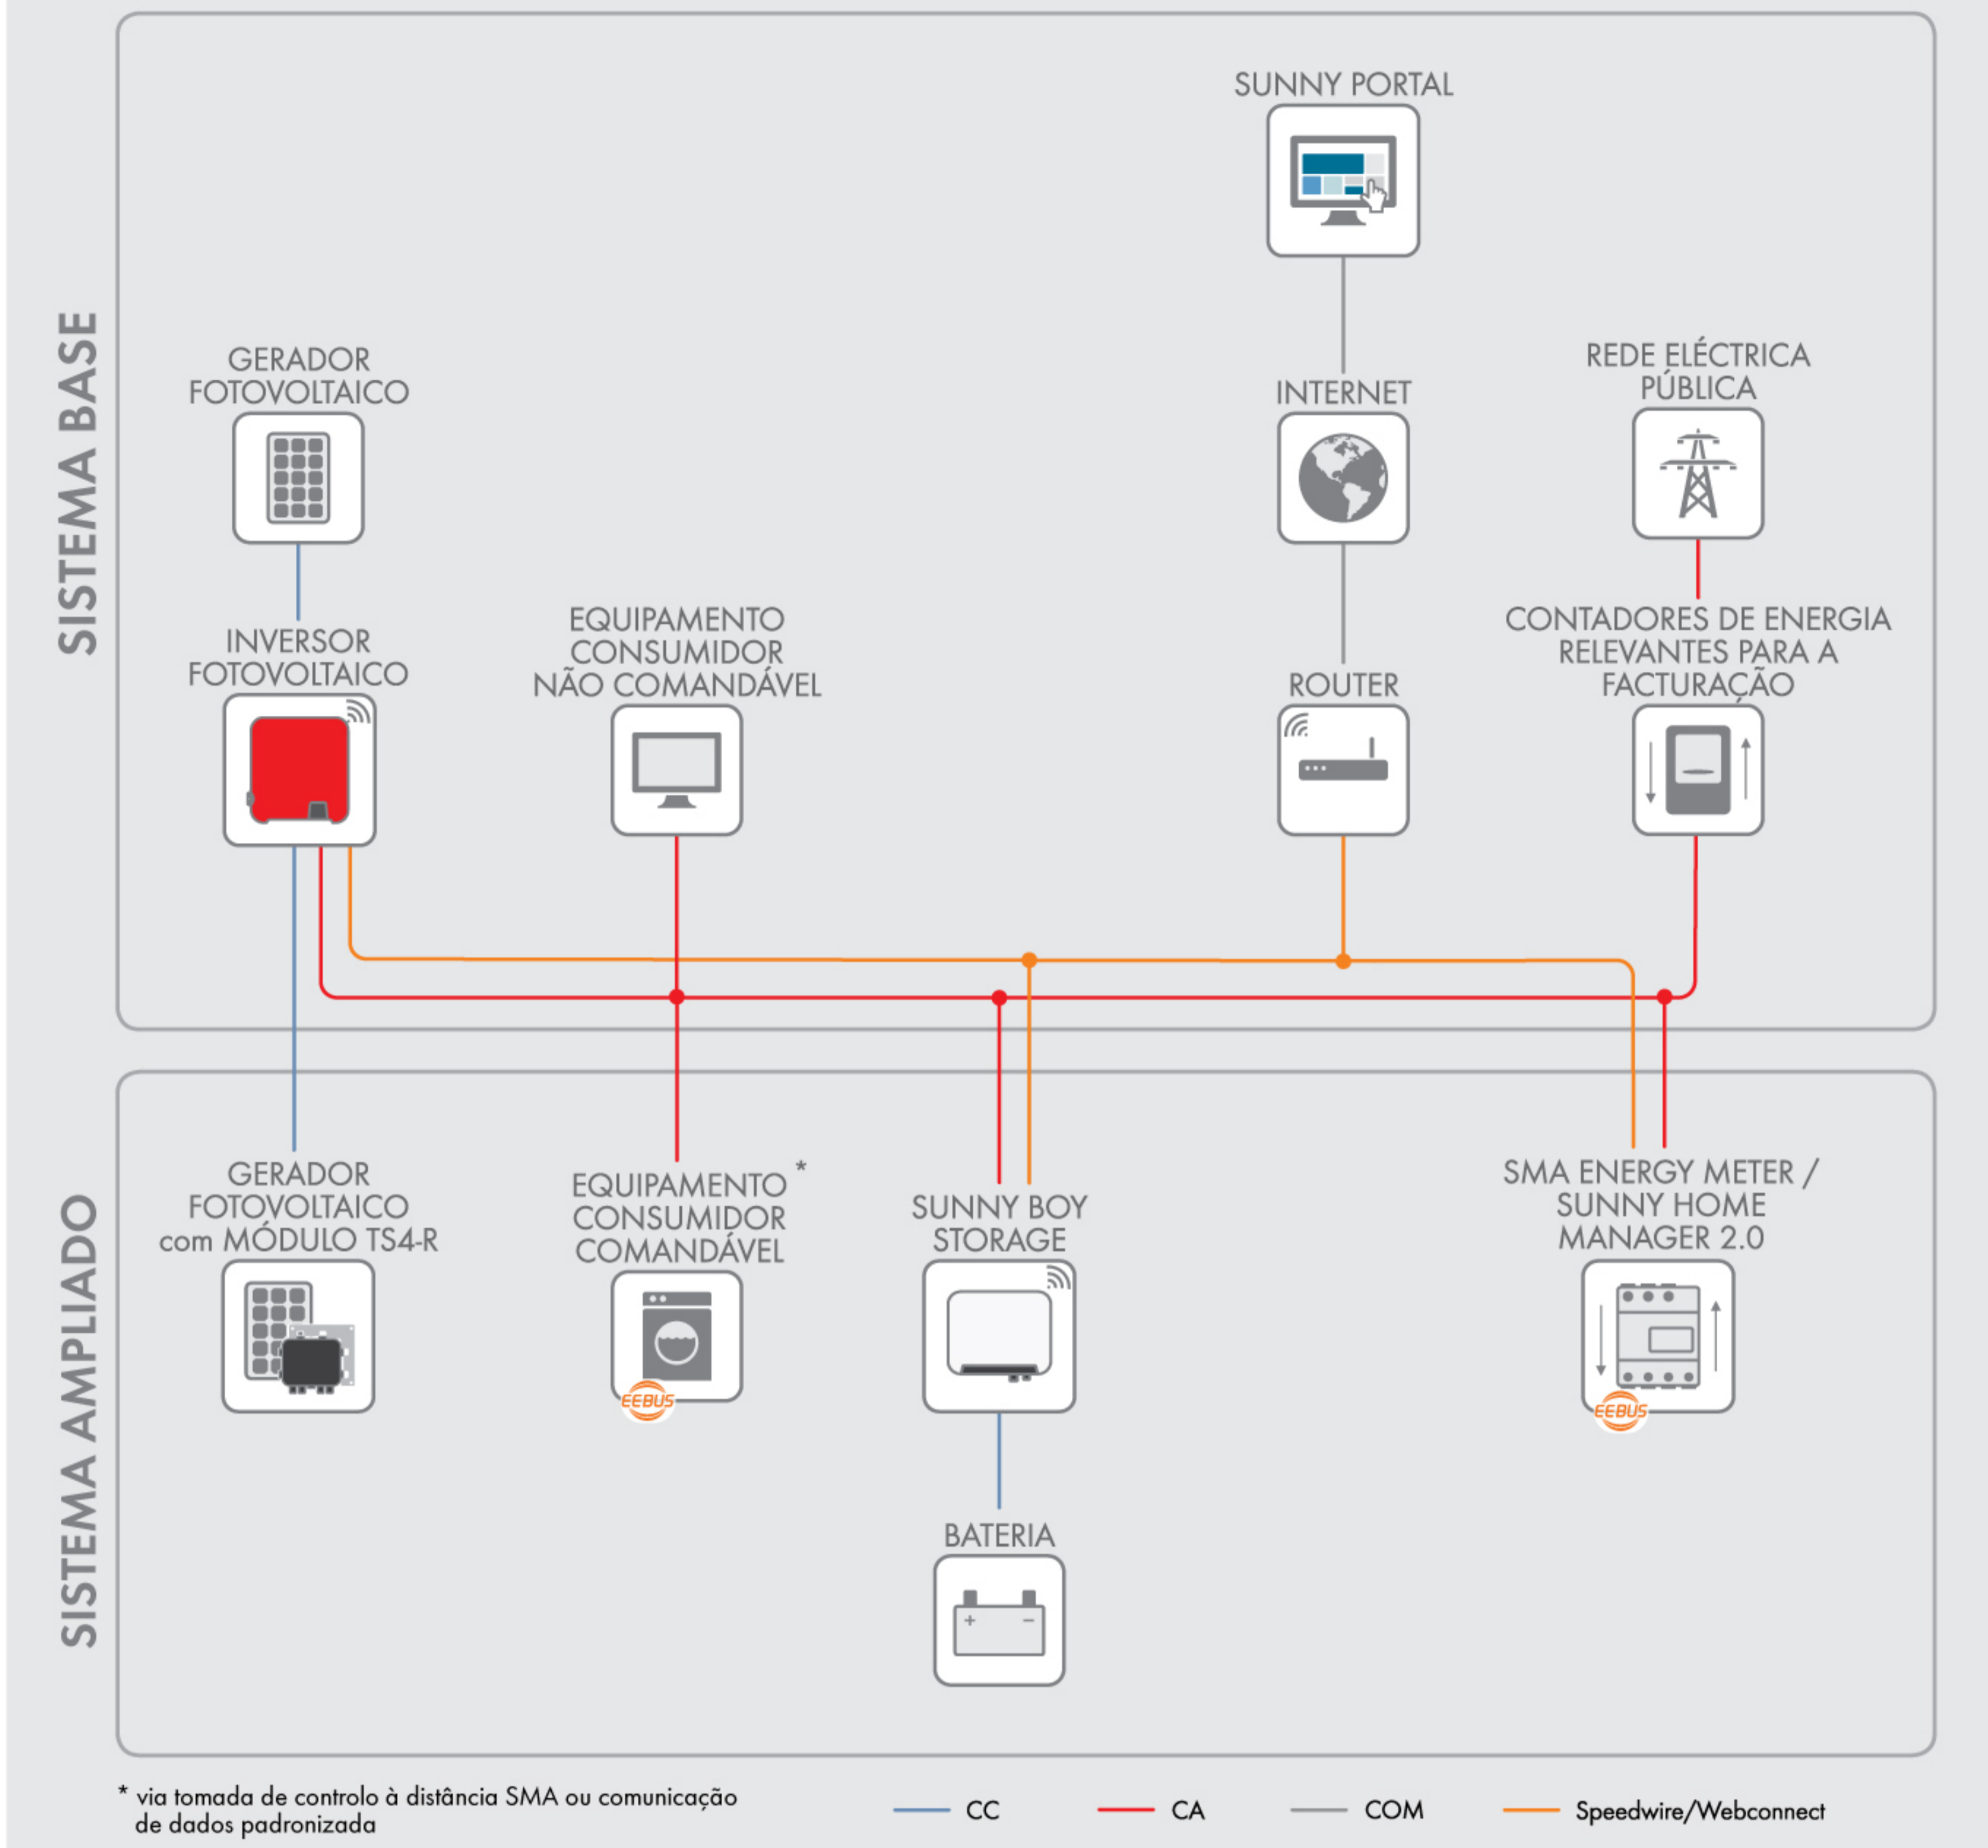 SISTEMA BASE
SUNNY PORTAL
GERADOR
FOTOVOLTAICO
INTERNET
REDE ELÉCTRICA
PÚBLICA
INVERSOR
FOTOVOLTAICO
EQUIPAMENTO
CONSUMIDOR
NÃO COMANDÁVEL
ROUTER
CONTADORES DE ENERGIA
RELEVANTES PARA A
FACTURAÇÃO
SISTEMA AMPLIADO
GERADOR
FOTOVOLTAICO
com MÓDULO TS4-R
EQUIPAMENTO *
CONSUMIDOR
COMANDÁVEL
EEBUS
SUNNY BOY
STORAGE
SMA ENERGY METER /
SUNNY HOME
MANAGER 2.0
EEBUS
BATERIA
+ −
* via tomada de controlo à distância SMA ou comunicação
de dados padronizada
CC
CA
COM
Speedwire/Webconnect